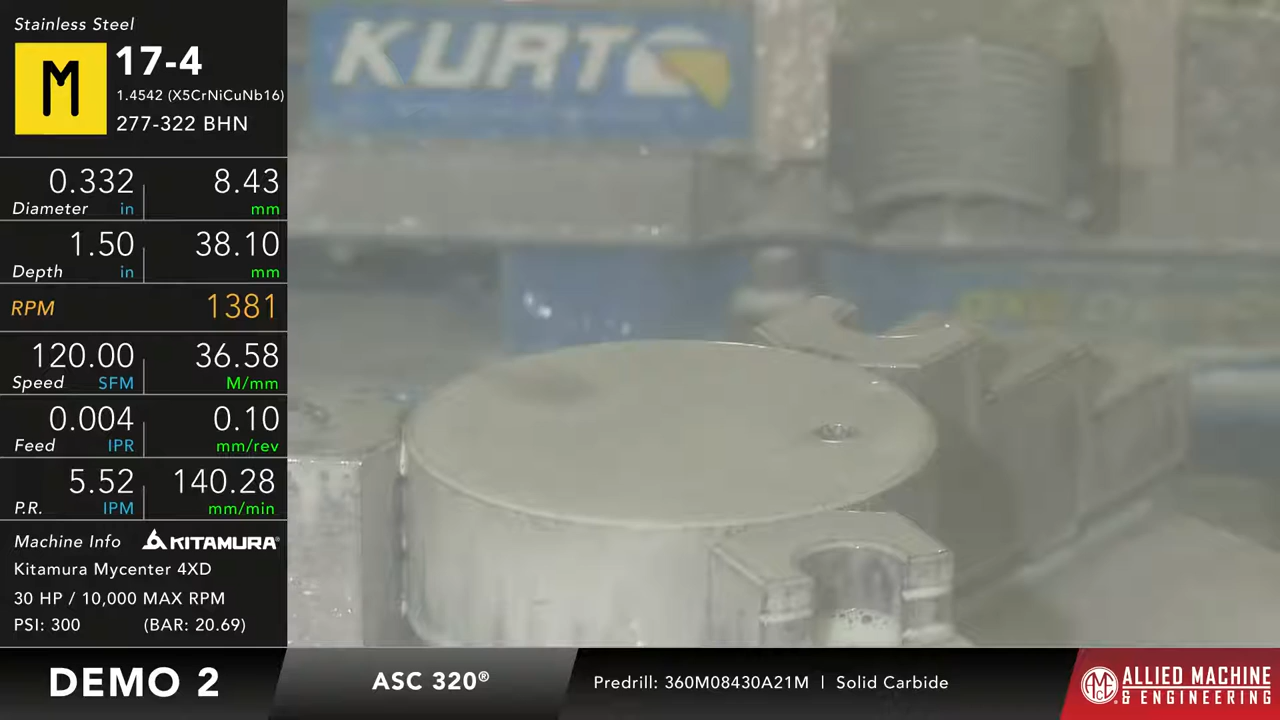 Stainless Steel
M
17-4
1.4542 (X5CrNiCuNb16)
277-322 BHN
0.332 8.43
Diameter in mm
1.50 38.10
Depth in mm
RPM 1381
120.00 36.58
Speed SFM M/mm
0.004 0.10
Feed IPR mm/rev
5.52 140.28
P.R. IPM mm/min
Machine Info KITAMURA
Kitamura Mycenter 4XD
30 HP / 10,000 MAX RPM
PSI: 300 (BAR: 20.69)
KURT
DEMO 2
ASC 320®
Predrill: 360M08430A21M | Solid Carbide
AMEC®
ALLIED MACHINE
& ENGINEERING